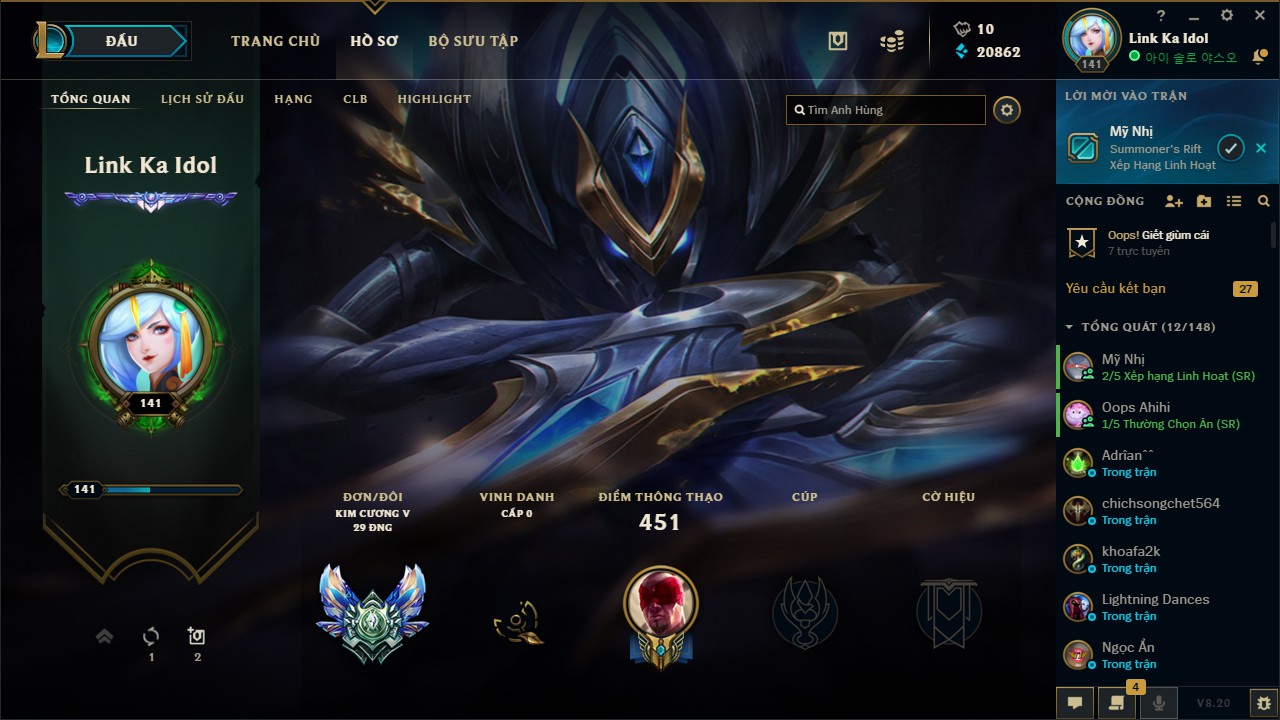 ĐẤU
TRANG CHỦ
HỒ SƠ
BỘ SƯU TẬP
10
20862
?
141
Link Ka Idol
아이 솔로 야스오
TỔNG QUAN
LỊCH SỬ ĐẤU
HẠNG
CLB
HIGHLIGHT
Tìm Anh Hùng
Link Ka Idol
141
141
ĐƠN/ĐÔI
KIM CƯƠNG V
29 ĐNG
VINH DANH
CẤP 0
ĐIỂM THÔNG THẠO
451
CÚP
CỜ HIỆU
1
2
LỜI MỜI VÀO TRẬN
Mỹ Nhị
Summoner's Rift
Xếp Hạng Linh Hoạt
CỘNG ĐỒNG
Oops! Giết giùm cái
7 trực tuyến
Yêu cầu kết bạn
27
TỔNG QUÁT (12/148)
Mỹ Nhị
2/5 Xếp hạng Linh Hoạt (SR)
Oops Ahihi
1/5 Thường Chọn Ẩn (SR)
Adrîan^^
Trong trận
chichsongchet564
Trong trận
khoafa2k
Trong trận
Lightning Dances
Trong trận
Ngọc Ẩn
Trong trận
4
V8.20